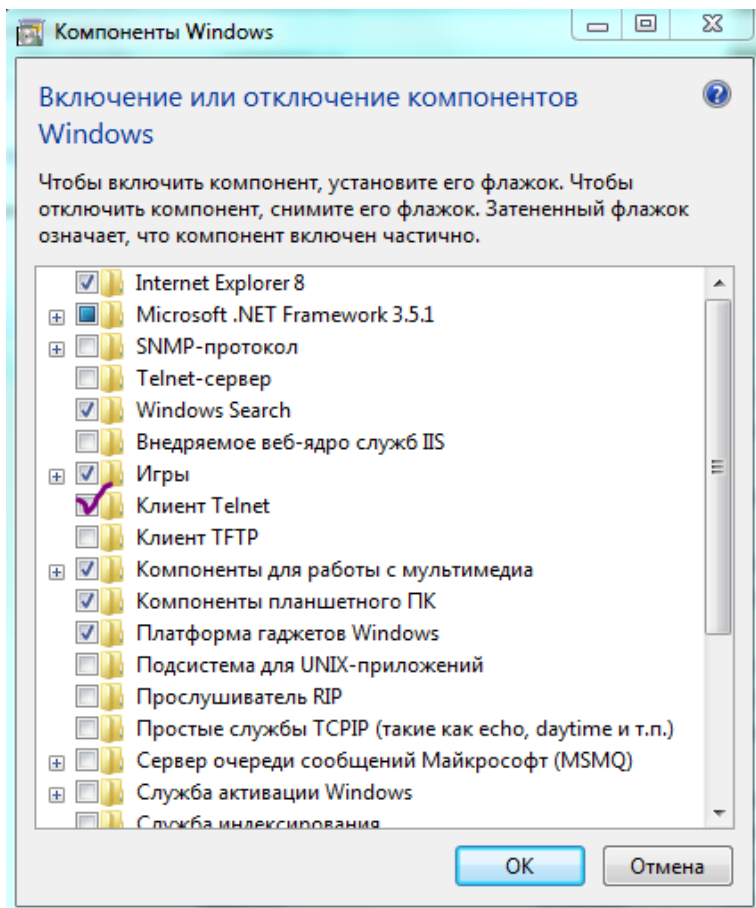 Компоненты Windows
Включение или отключение компонентов
Windows
Чтобы включить компонент, установите его флажок. Чтобы
отключить компонент, снимите его флажок. Затененный флажок
означает, что компонент включен частично.
Internet Explorer 8
Microsoft .NET Framework 3.5.1
SNMP-протокол
Telnet-сервер
Windows Search
Внедряемое веб-ядро служб IIS
Игры
Клиент Telnet
Клиент TFTP
Компоненты для работы с мультимедиа
Компоненты планшетного ПК
Платформа гаджетов Windows
Подсистема для UNIX-приложений
Прослушиватель RIP
Простые службы TCPIP (такие как echo, daytime и т.п.)
Сервер очереди сообщений Майкрософт (MSMQ)
Служба активации Windows
Служба индексирования
OK Отмена